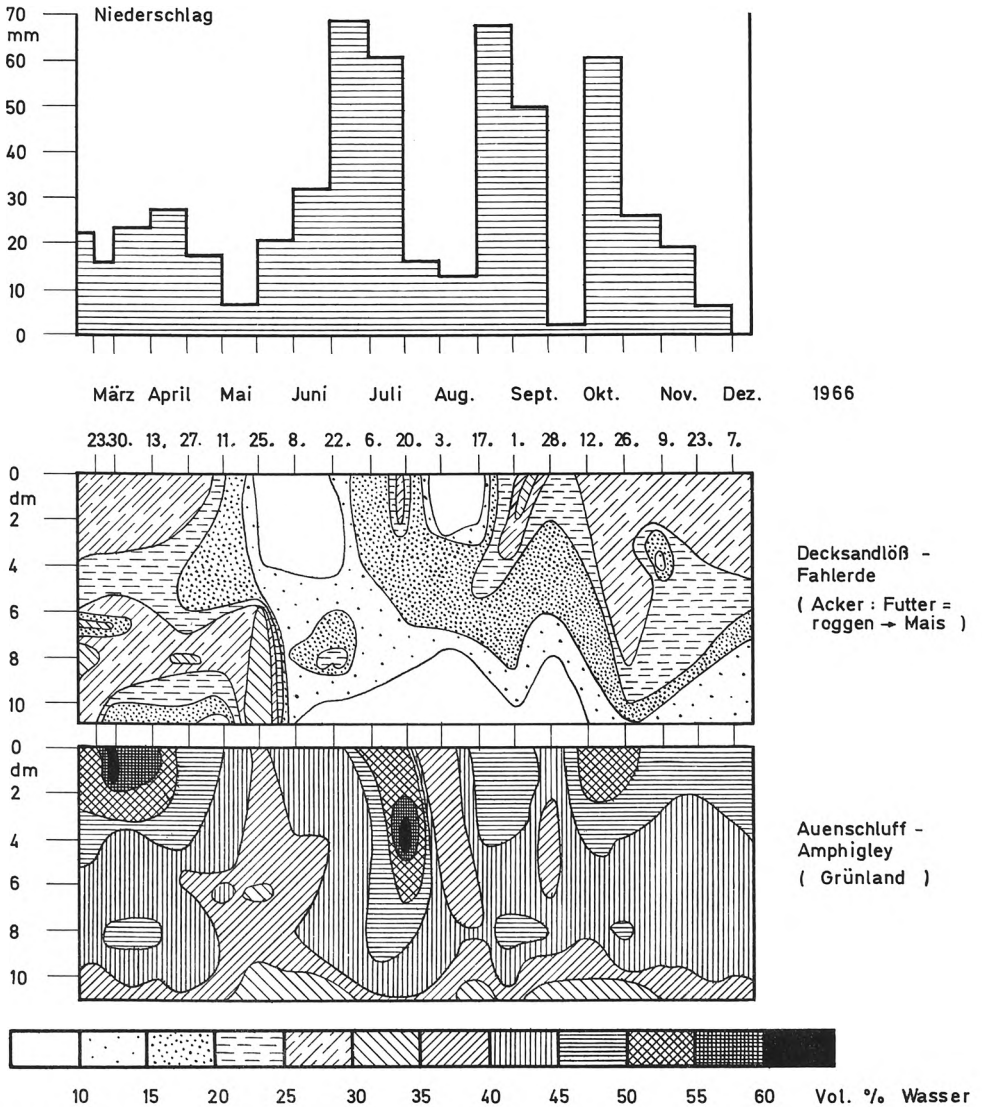 70
mm
Niederschlag
60
50
40
30
20
10
0
März April Mai Juni Juli Aug. Sept. Okt. Nov. Dez. 1966
23. 30. 13. 27. 11. 25. 8. 22. 6. 20. 3. 17. 1. 28. 12. 26. 9. 23. 7.
0
dm
2
4
6
8
10
Decksandlöß -
Fahlerde
( Acker : Futter =
roggen → Mais )
0
dm
2
4
6
8
10
Auenschluff -
Amphigley
( Grünland )
10 15 20 25 30 35 40 45 50 55 60 Vol. % Wasser